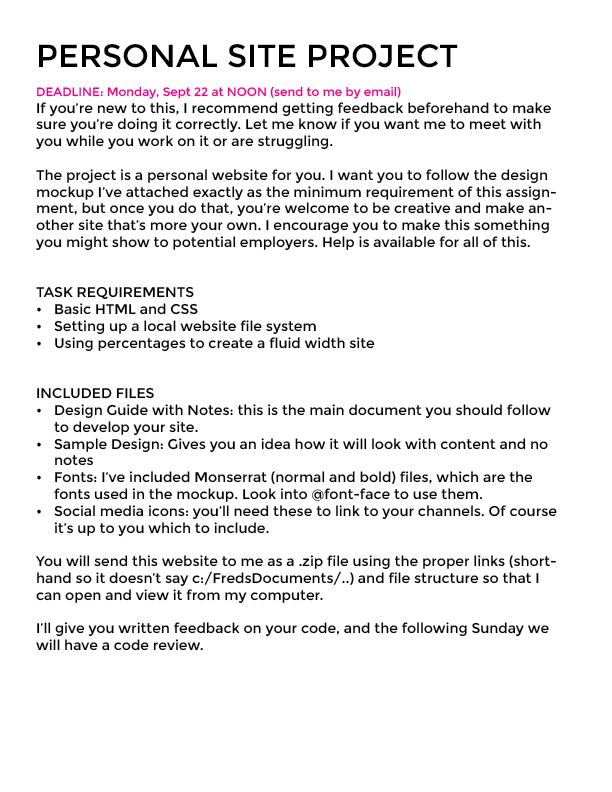 PERSONAL SITE PROJECT
DEADLINE: Monday, Sept 22 at NOON (send to me by email)
If you’re new to this, I recommend getting feedback beforehand to make
sure you’re doing it correctly. Let me know if you want me to meet with
you while you work on it or are struggling.
The project is a personal website for you. I want you to follow the design
mockup I’ve attached exactly as the minimum requirement of this assign-
ment, but once you do that, you’re welcome to be creative and make an-
other site that’s more your own. I encourage you to make this something
you might show to potential employers. Help is available for all of this.
TASK REQUIREMENTS
• Basic HTML and CSS
• Setting up a local website file system
• Using percentages to create a fluid width site
INCLUDED FILES
• Design Guide with Notes: this is the main document you should follow
to develop your site.
• Sample Design: Gives you an idea how it will look with content and no
notes
• Fonts: I’ve included Monserrat (normal and bold) files, which are the
fonts used in the mockup. Look into @font-face to use them.
• Social media icons: you’ll need these to link to your channels. Of course
it’s up to you which to include.
You will send this website to me as a .zip file using the proper links (short-
hand so it doesn’t say c:/FredsDocuments/..) and file structure so that I
can open and view it from my computer.
I’ll give you written feedback on your code, and the following Sunday we
will have a code review.